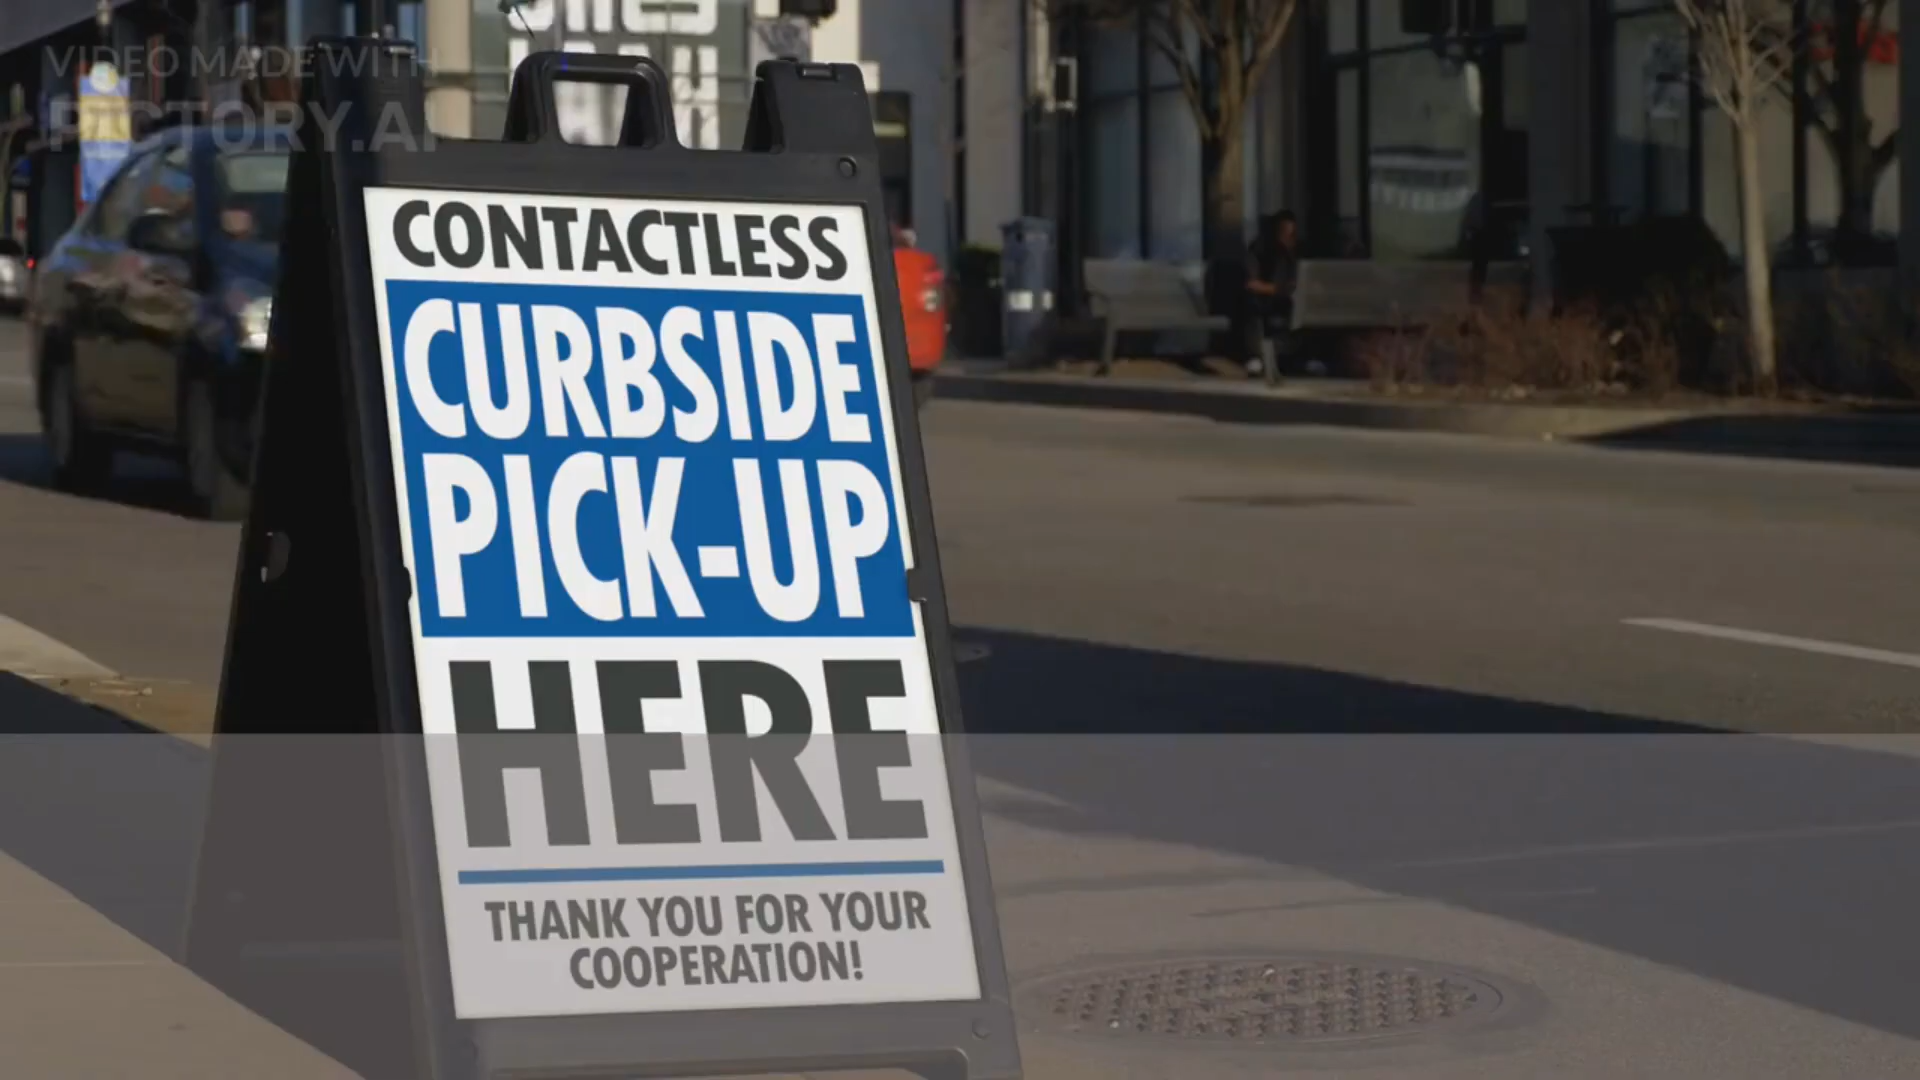 VIDEO MADE WITH
PICTORY.AI
CONTACTLESS
CURBSIDE
PICK-UP
HERE
THANK YOU FOR YOUR
COOPERATION!